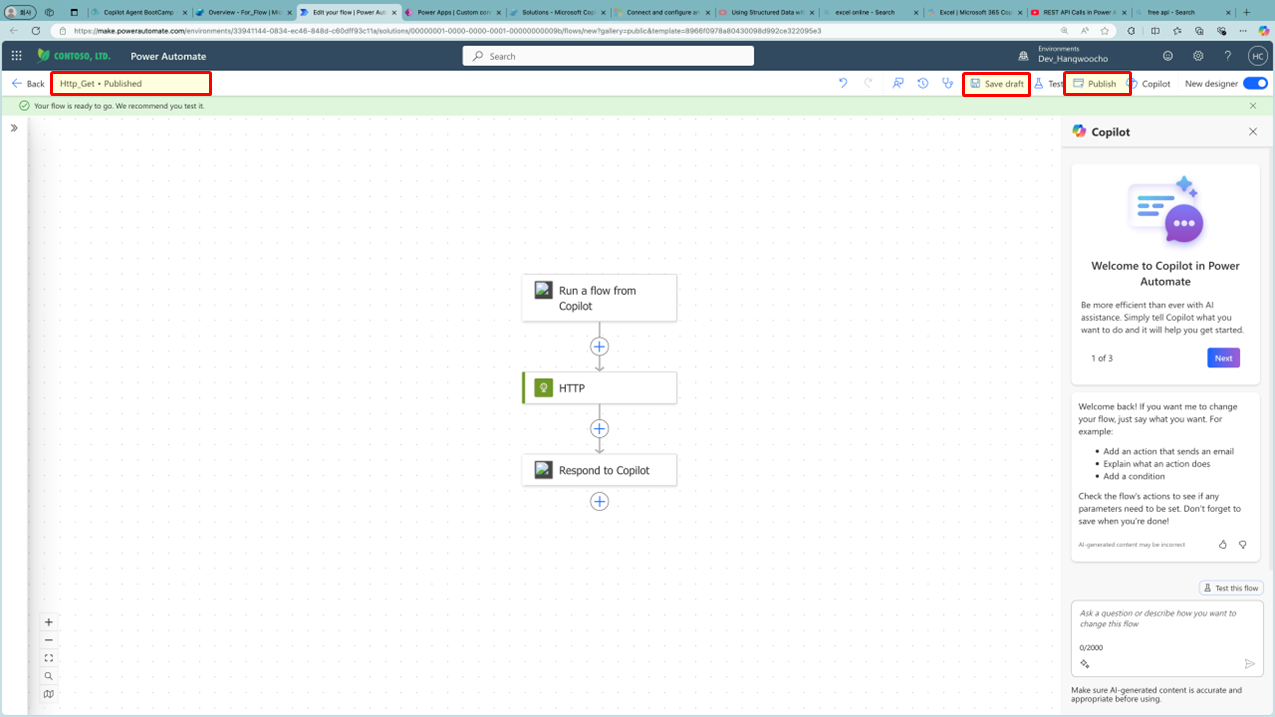 회사
Copilot Agent BootCamp -
Overview - For_Flow | Mi
Edit your flow | Power Aut
Power Apps | Custom con
Solutions - Microsoft Cop
Connect and configure an
Using Structured Data wit
excel online - Search
Excel | Microsoft 365 Cop
REST API Calls in Power A
free api - Search
https://make.powerautomate.com/environments/33941144-0834-ec46-848d-c60dff93c11a/solutions/00000001-0000-0000-0001-00000000009b/flows/new?gallery=public&template=8966f0978a80430098d992ce322095e3
CONTOSO, LTD.
Power Automate
Search
Environments
Dev_Hangwoocho
HC
Back
Http_Get • Published
Save draft
Test
Publish
Copilot
New designer
Your flow is ready to go. We recommend you test it.
Run a flow from
Copilot
HTTP
Respond to Copilot
Copilot
Welcome to Copilot in Power
Automate
Be more efficient than ever with AI
assistance. Simply tell Copilot what you
want to do and it will help you get started.
1 of 3
Next
Welcome back! If you want me to change
your flow, just say what you want. For
example:
• Add an action that sends an email
• Explain what an action does
• Add a condition
Check the flow's actions to see if any
parameters need to be set. Don't forget to
save when you're done!
AI-generated content may be incorrect
Test this flow
Ask a question or describe how you want to
change this flow
0/2000
Make sure AI-generated content is accurate and
appropriate before using.